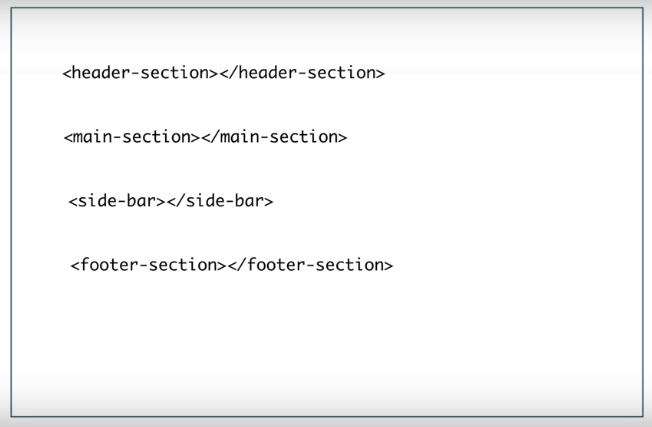 <header-section></header-section>
<main-section></main-section>
<side-bar></side-bar>
<footer-section></footer-section>